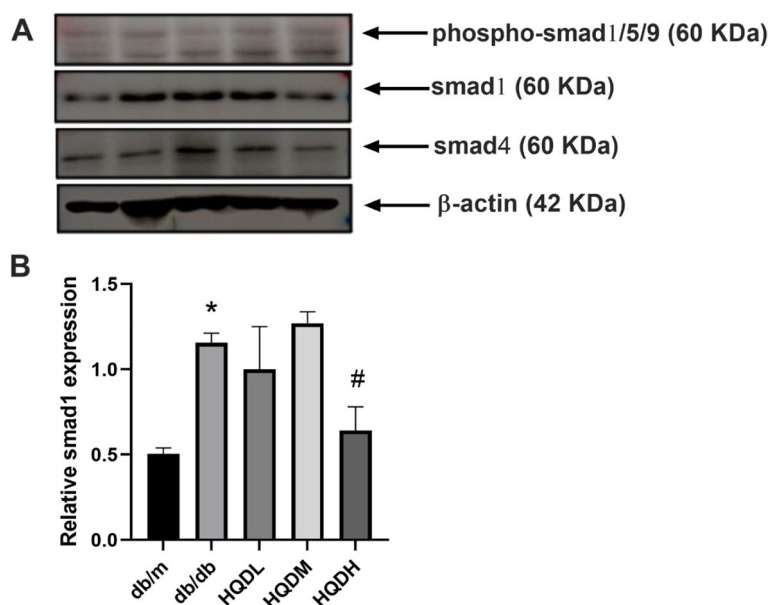 A
phospho-smad1/5/9 (60 KDa)
smad1 (60 KDa)
smad4 (60 KDa)
β-actin (42 KDa)
B
Relative smad1 expression
1.5
1.0
0.5
0.0
*
#
db/m
db/db
HQDL
HQDM
HQDH